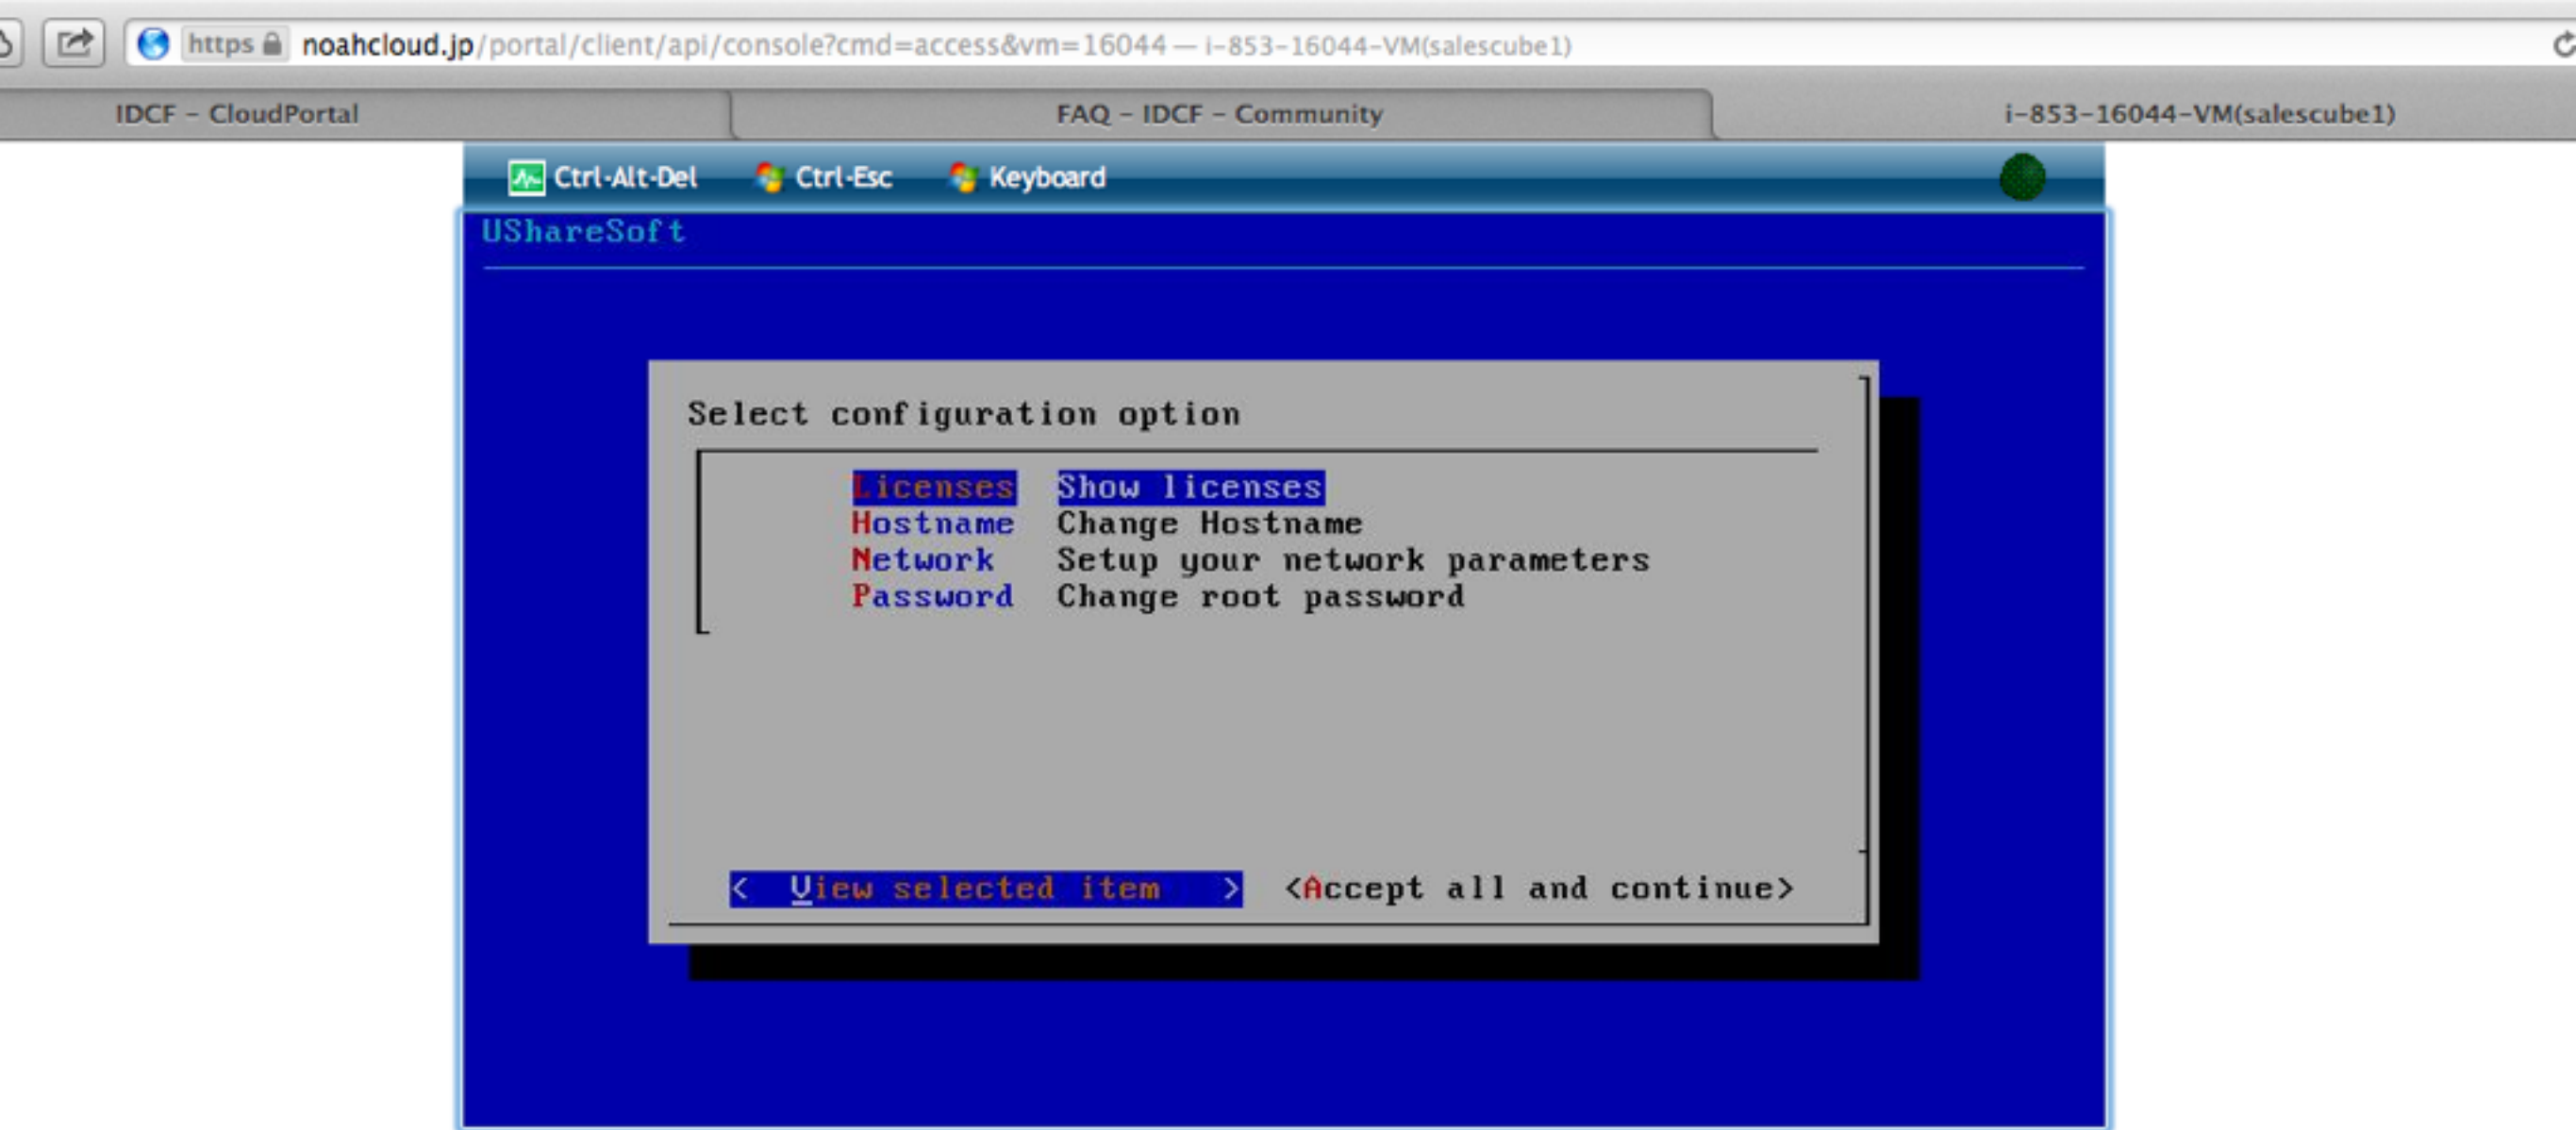 https noahcloud.jp/portal/client/api/console?cmd=access&vm=16044 — i-853-16044-VM(salescube1)
IDCF - CloudPortal FAQ - IDCF - Community i-853-16044-VM(salescube1)
Ctrl-Alt-Del Ctrl-Esc Keyboard
UShareSoft
Select configuration option
Licenses Show licenses
Hostname Change Hostname
Network Setup your network parameters
Password Change root password
< View selected item > <Accept all and continue>